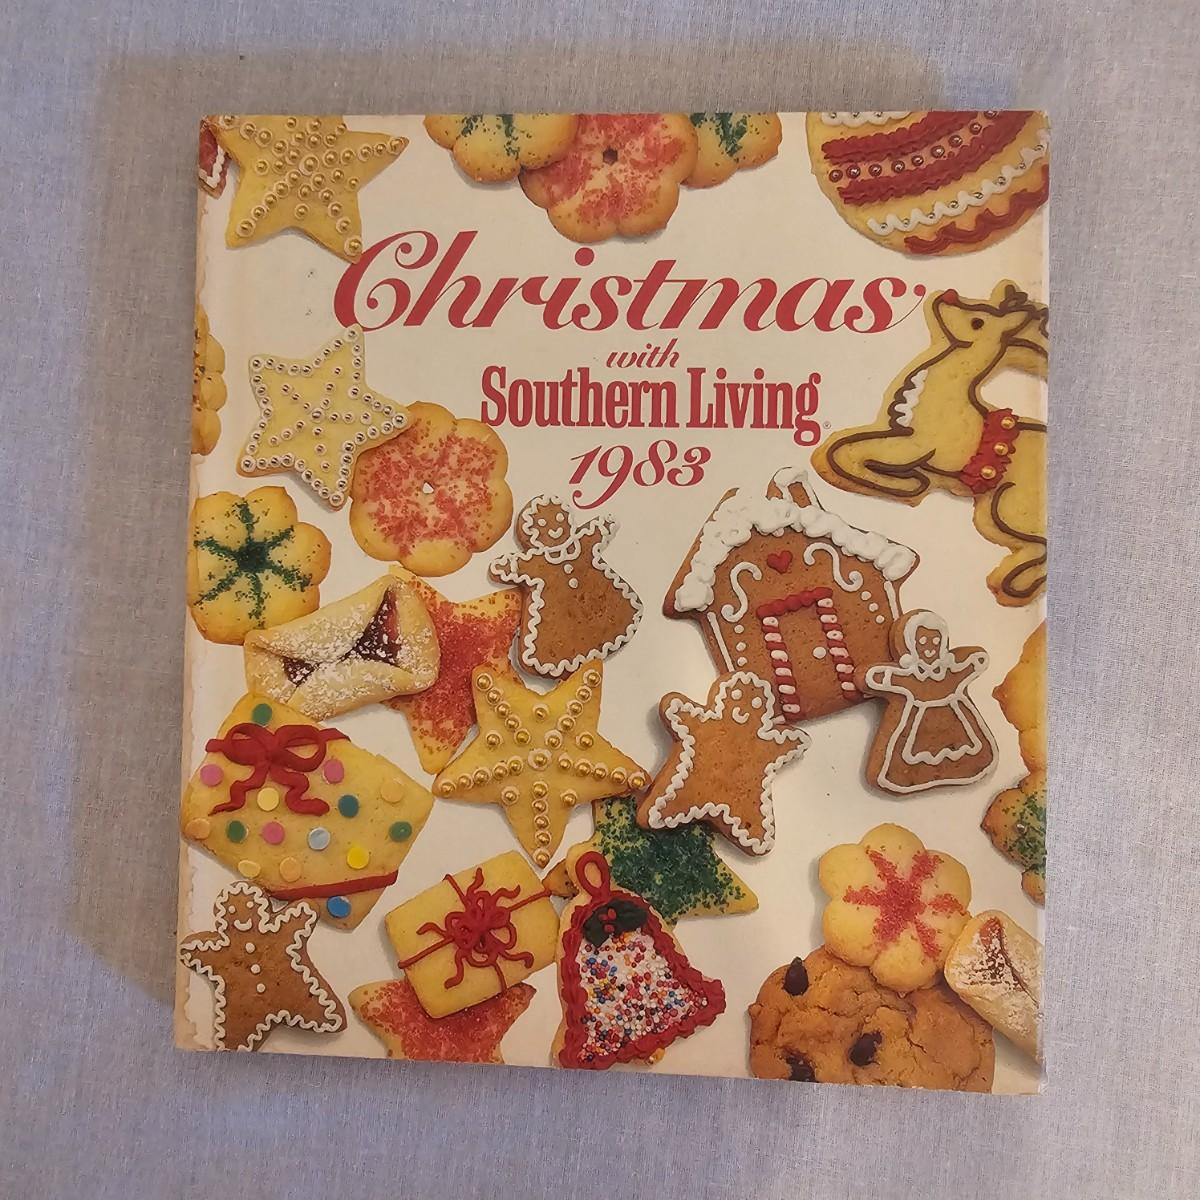 Christmas
with
Southern Living®
1983